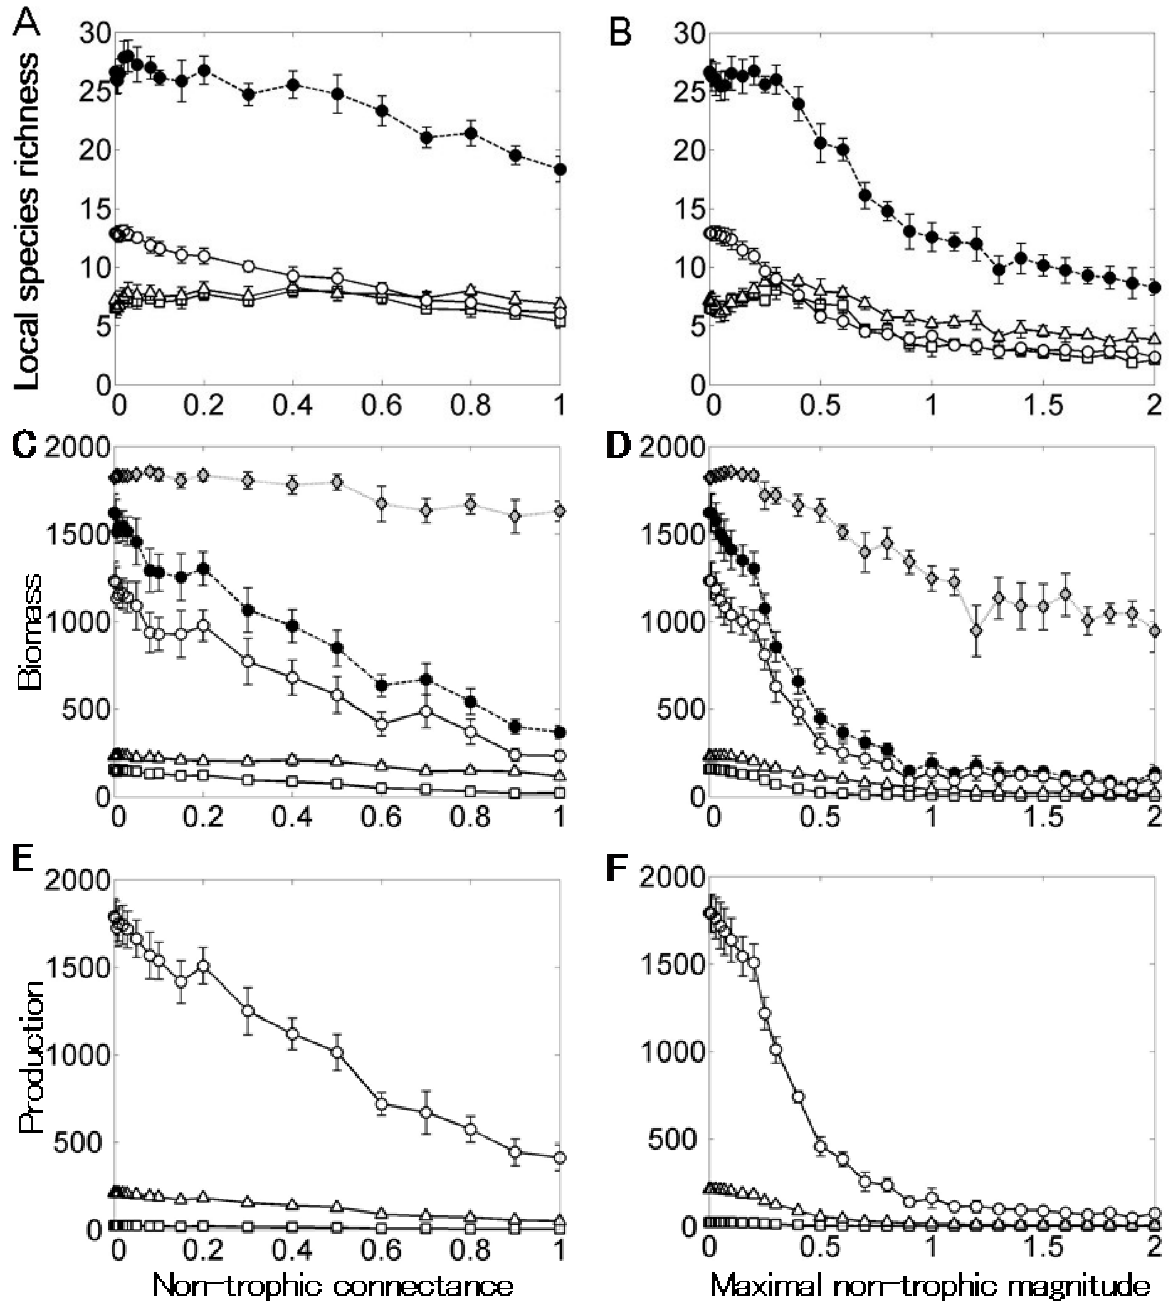 A
B
Local species richness
30
25
20
15
10
5
0
0 0.2 0.4 0.6 0.8 1
30
25
20
15
10
5
0
0 0.5 1 1.5 2
C
D
Biomass
2000
1500
1000
500
0
0 0.2 0.4 0.6 0.8 1
2000
1500
1000
500
0
0 0.5 1 1.5 2
E
F
Production
2000
1500
1000
500
0
0 0.2 0.4 0.6 0.8 1
2000
1500
1000
500
0
0 0.5 1 1.5 2
Non-trophic connectance
Maximal non-trophic magnitude